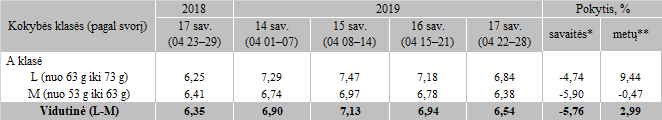 Kokybės klasės (pagal svorį) 2018 2019 Pokytis, %
17 sav. (04 23–29) 14 sav. (04 01–07) 15 sav. (04 08–14) 16 sav. (04 15–21) 17 sav. (04 22–28) savaitės* metų**
A klasė
L (nuo 63 g iki 73 g) 6,25 7,29 7,47 7,18 6,84 -4,74 9,44
M (nuo 53 g iki 63 g) 6,41 6,74 6,97 6,78 6,38 -5,90 -0,47
Vidutinė (L-M) 6,35 6,90 7,13 6,94 6,54 -5,76 2,99